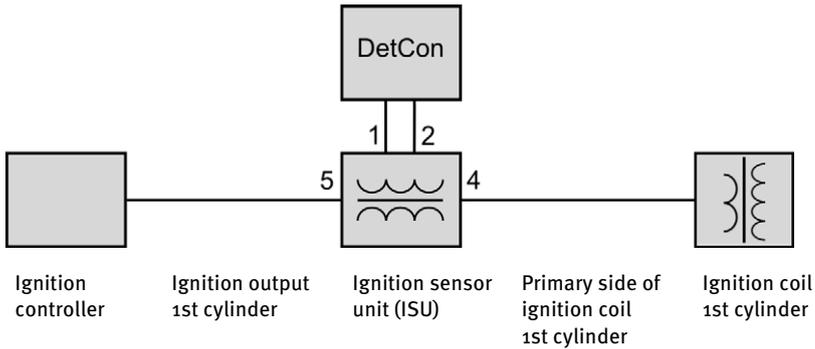 DetCon
1 2
5 4
Ignition
controller
Ignition output
1st cylinder
Ignition sensor
unit (ISU)
Primary side of
ignition coil
1st cylinder
Ignition coil
1st cylinder